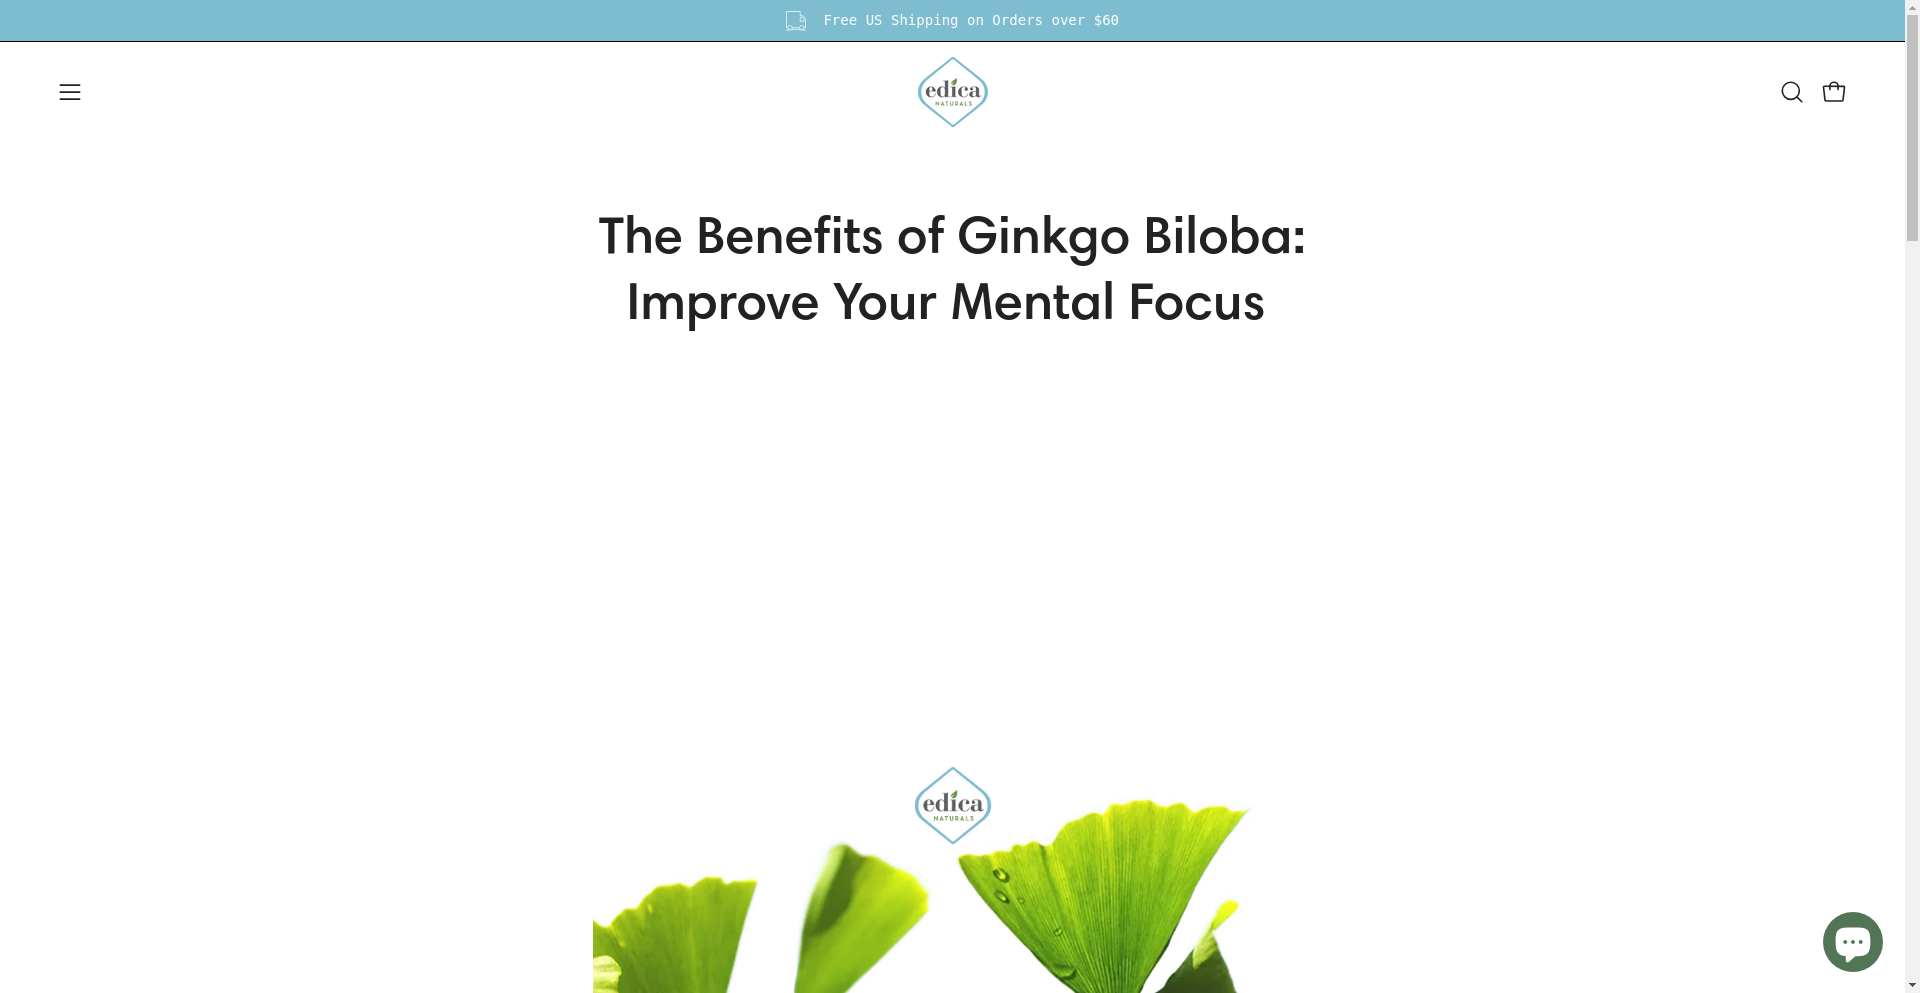 Free US Shipping on Orders over $60
edica
NATURALS
The Benefits of Ginkgo Biloba:
Improve Your Mental Focus
edica
NATURALS